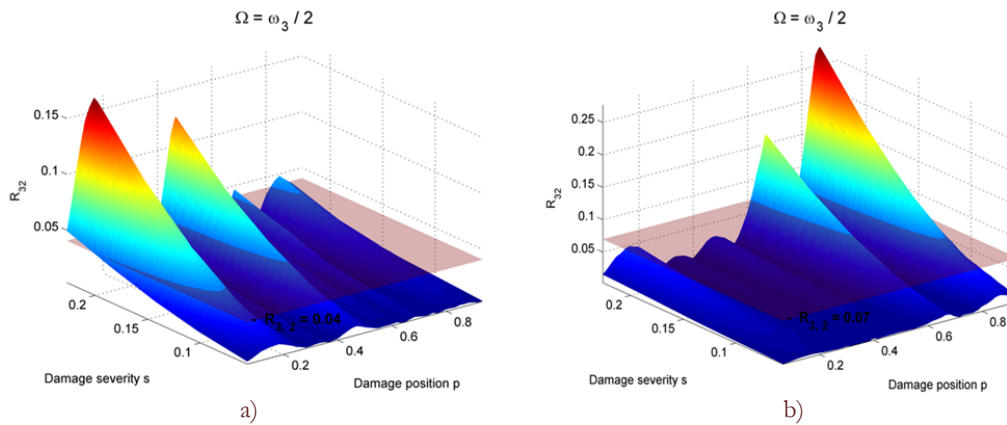 Ω = ω3 / 2
0.15
0.1
0.05
R32
0.2
0.15
0.1
Damage severity s
- R3, 2 = 0.04
0.2
0.4
0.6
0.8
Damage position p
a)
Ω = ω3 / 2
0.25
0.2
0.15
0.1
0.05
R32
0.2
0.15
0.1
Damage severity s
- R3, 2 = 0.07
0.2
0.4
0.6
0.8
Damage position p
b)